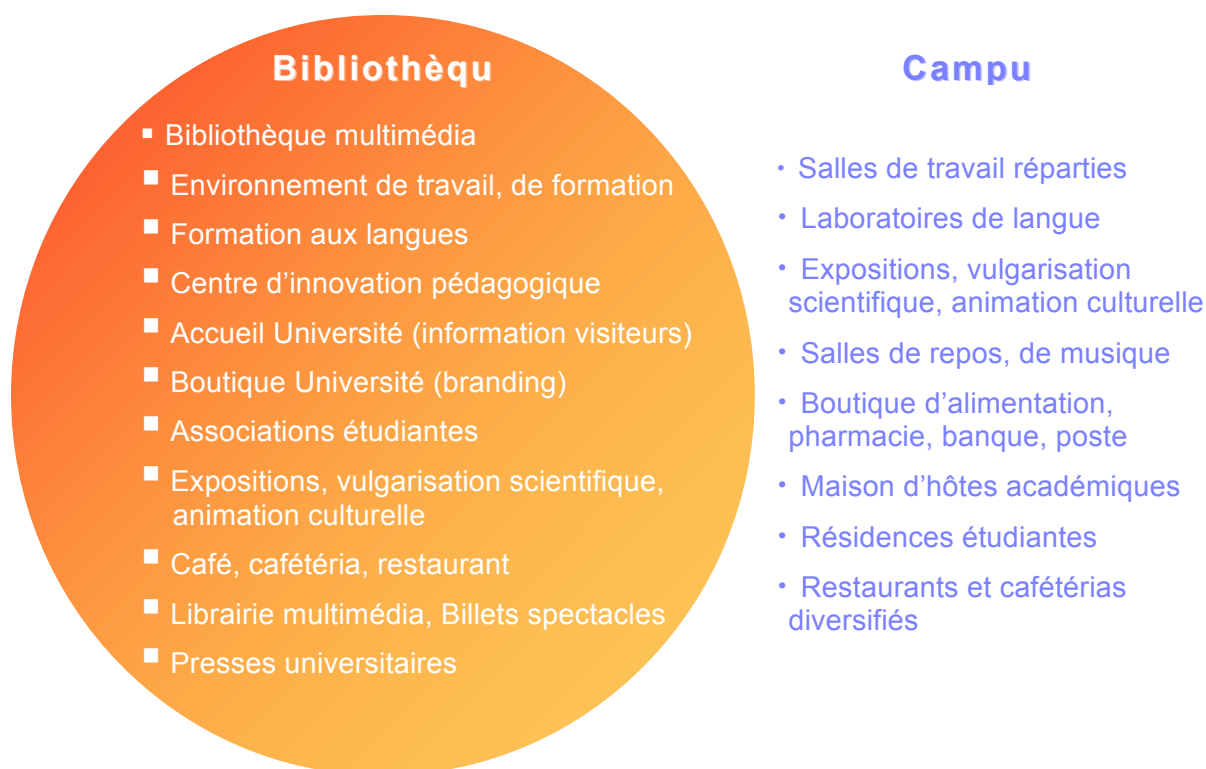 Bibliothèqu
▪ Bibliothèque multimédia
▪ Environnement de travail, de formation
▪ Formation aux langues
▪ Centre d’innovation pédagogique
▪ Accueil Université (information visiteurs)
▪ Boutique Université (branding)
▪ Associations étudiantes
▪ Expositions, vulgarisation scientifique,
animation culturelle
▪ Café, cafétéria, restaurant
▪ Librairie multimédia, Billets spectacles
▪ Presses universitaires
Campu
• Salles de travail réparties
• Laboratoires de langue
• Expositions, vulgarisation
scientifique, animation culturelle
• Salles de repos, de musique
• Boutique d’alimentation,
pharmacie, banque, poste
• Maison d’hôtes académiques
• Résidences étudiantes
• Restaurants et cafétérias
diversifiés